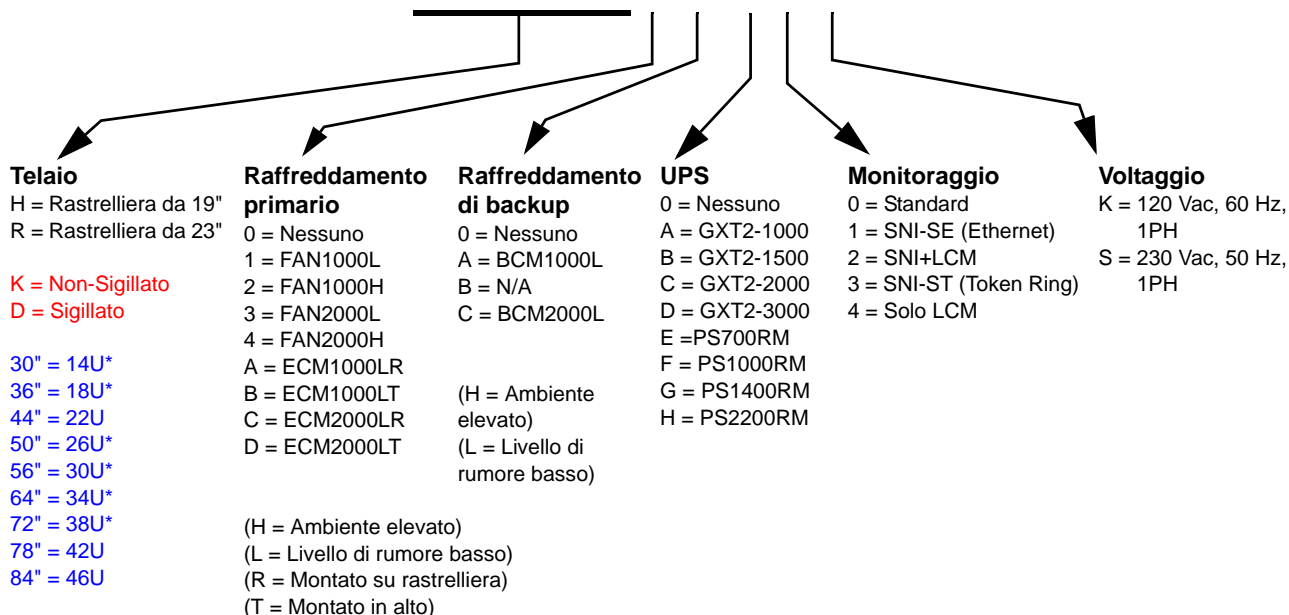 Telaio
H = Rastrelliera da 19"
R = Rastrelliera da 23"
K = Non-Sigillato
D = Sigillato
30" = 14U*
36" = 18U*
44" = 22U
50" = 26U*
56" = 30U*
64" = 34U*
72" = 38U*
78" = 42U
84" = 46U
Raffreddamento
primario
0 = Nessuno
1 = FAN1000L
2 = FAN1000H
3 = FAN2000L
4 = FAN2000H
A = ECM1000LR
B = ECM1000LT
C = ECM2000LR
D = ECM2000LT
(H = Ambiente elevato)
(L = Livello di rumore basso)
(R = Montato su rastrelliera)
(T = Montato in alto)
Raffreddamento
di backup
0 = Nessuno
A = BCM1000L
B = N/A
C = BCM2000L
(H = Ambiente
elevato)
(L = Livello di
rumore basso)
UPS
0 = Nessuno
A = GXT2-1000
B = GXT2-1500
C = GXT2-2000
D = GXT2-3000
E =PS700RM
F = PS1000RM
G = PS1400RM
H = PS2200RM
Monitoraggio
0 = Standard
1 = SNI-SE (Ethernet)
2 = SNI+LCM
3 = SNI-ST (Token Ring)
4 = Solo LCM
Voltaggio
K = 120 Vac, 60 Hz,
1PH
S = 230 Vac, 50 Hz,
1PH